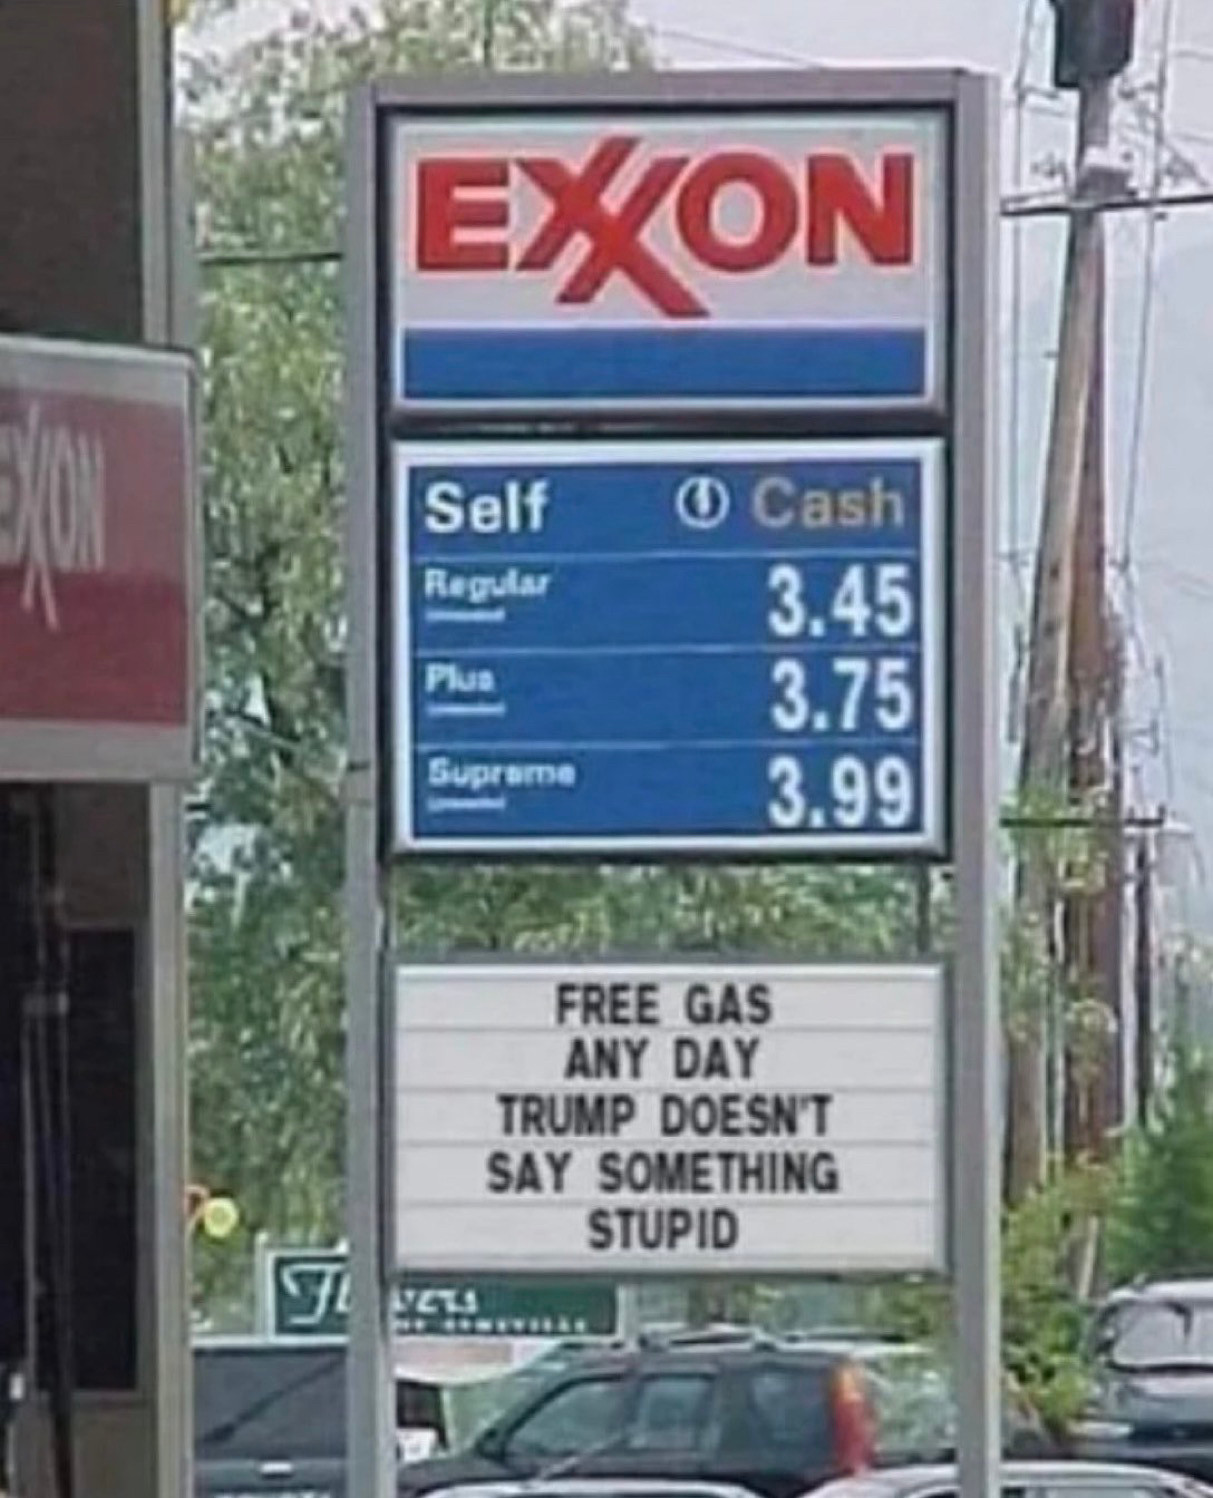 EXXON
EXXON
Self Cash
Regular 3.45
Plus 3.75
Supreme 3.99
FREE GAS
ANY DAY
TRUMP DOESN'T
SAY SOMETHING
STUPID